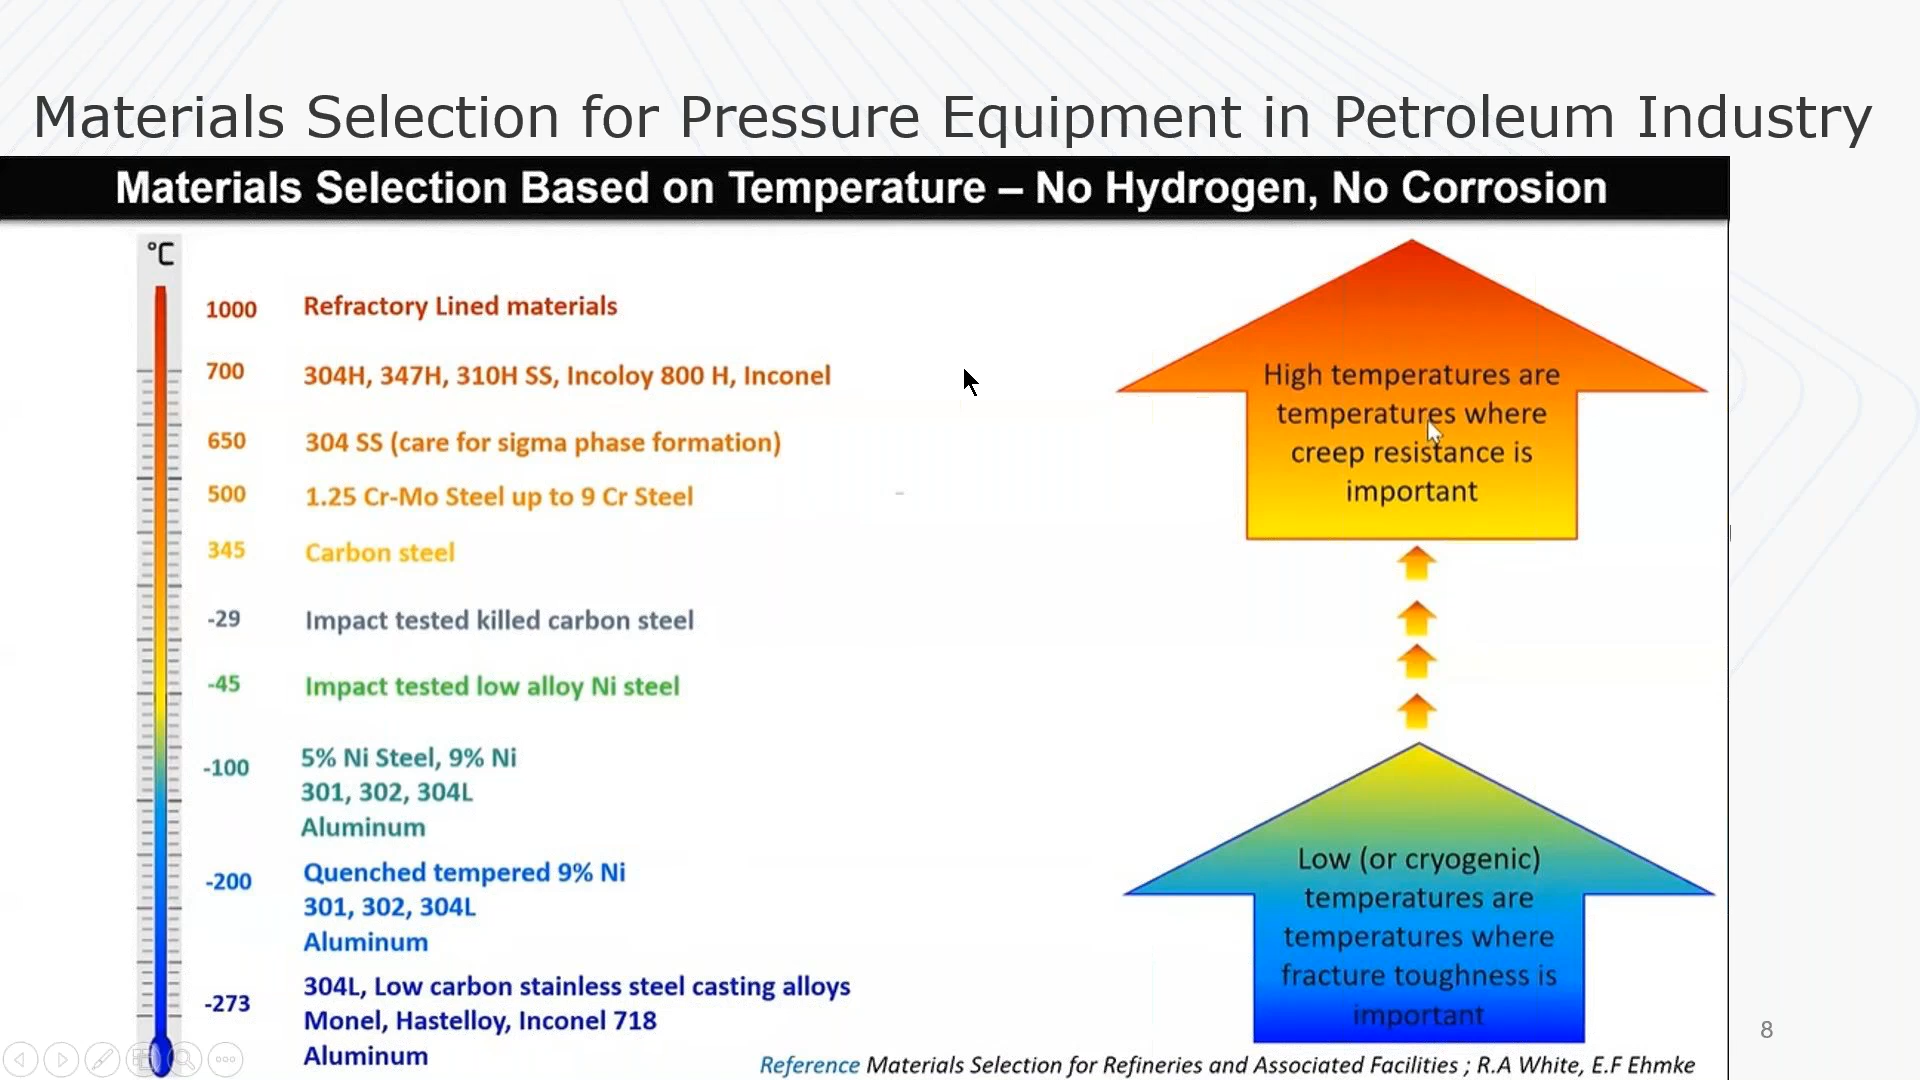 Materials Selection for Pressure Equipment in Petroleum Industry
Materials Selection Based on Temperature – No Hydrogen, No Corrosion
°C
1000 Refractory Lined materials
700 304H, 347H, 310H SS, Incoloy 800 H, Inconel
650 304 SS (care for sigma phase formation)
500 1.25 Cr-Mo Steel up to 9 Cr Steel
345 Carbon steel
-29 Impact tested killed carbon steel
-45 Impact tested low alloy Ni steel
-100 5% Ni Steel, 9% Ni
301, 302, 304L
Aluminum
-200 Quenched tempered 9% Ni
301, 302, 304L
Aluminum
-273 304L, Low carbon stainless steel casting alloys
Monel, Hastelloy, Inconel 718
Aluminum
High temperatures are
temperatures where
creep resistance is
important
Low (or cryogenic)
temperatures are
temperatures where
fracture toughness is
important
Reference Materials Selection for Refineries and Associated Facilities ; R.A White, E.F Ehmke
8